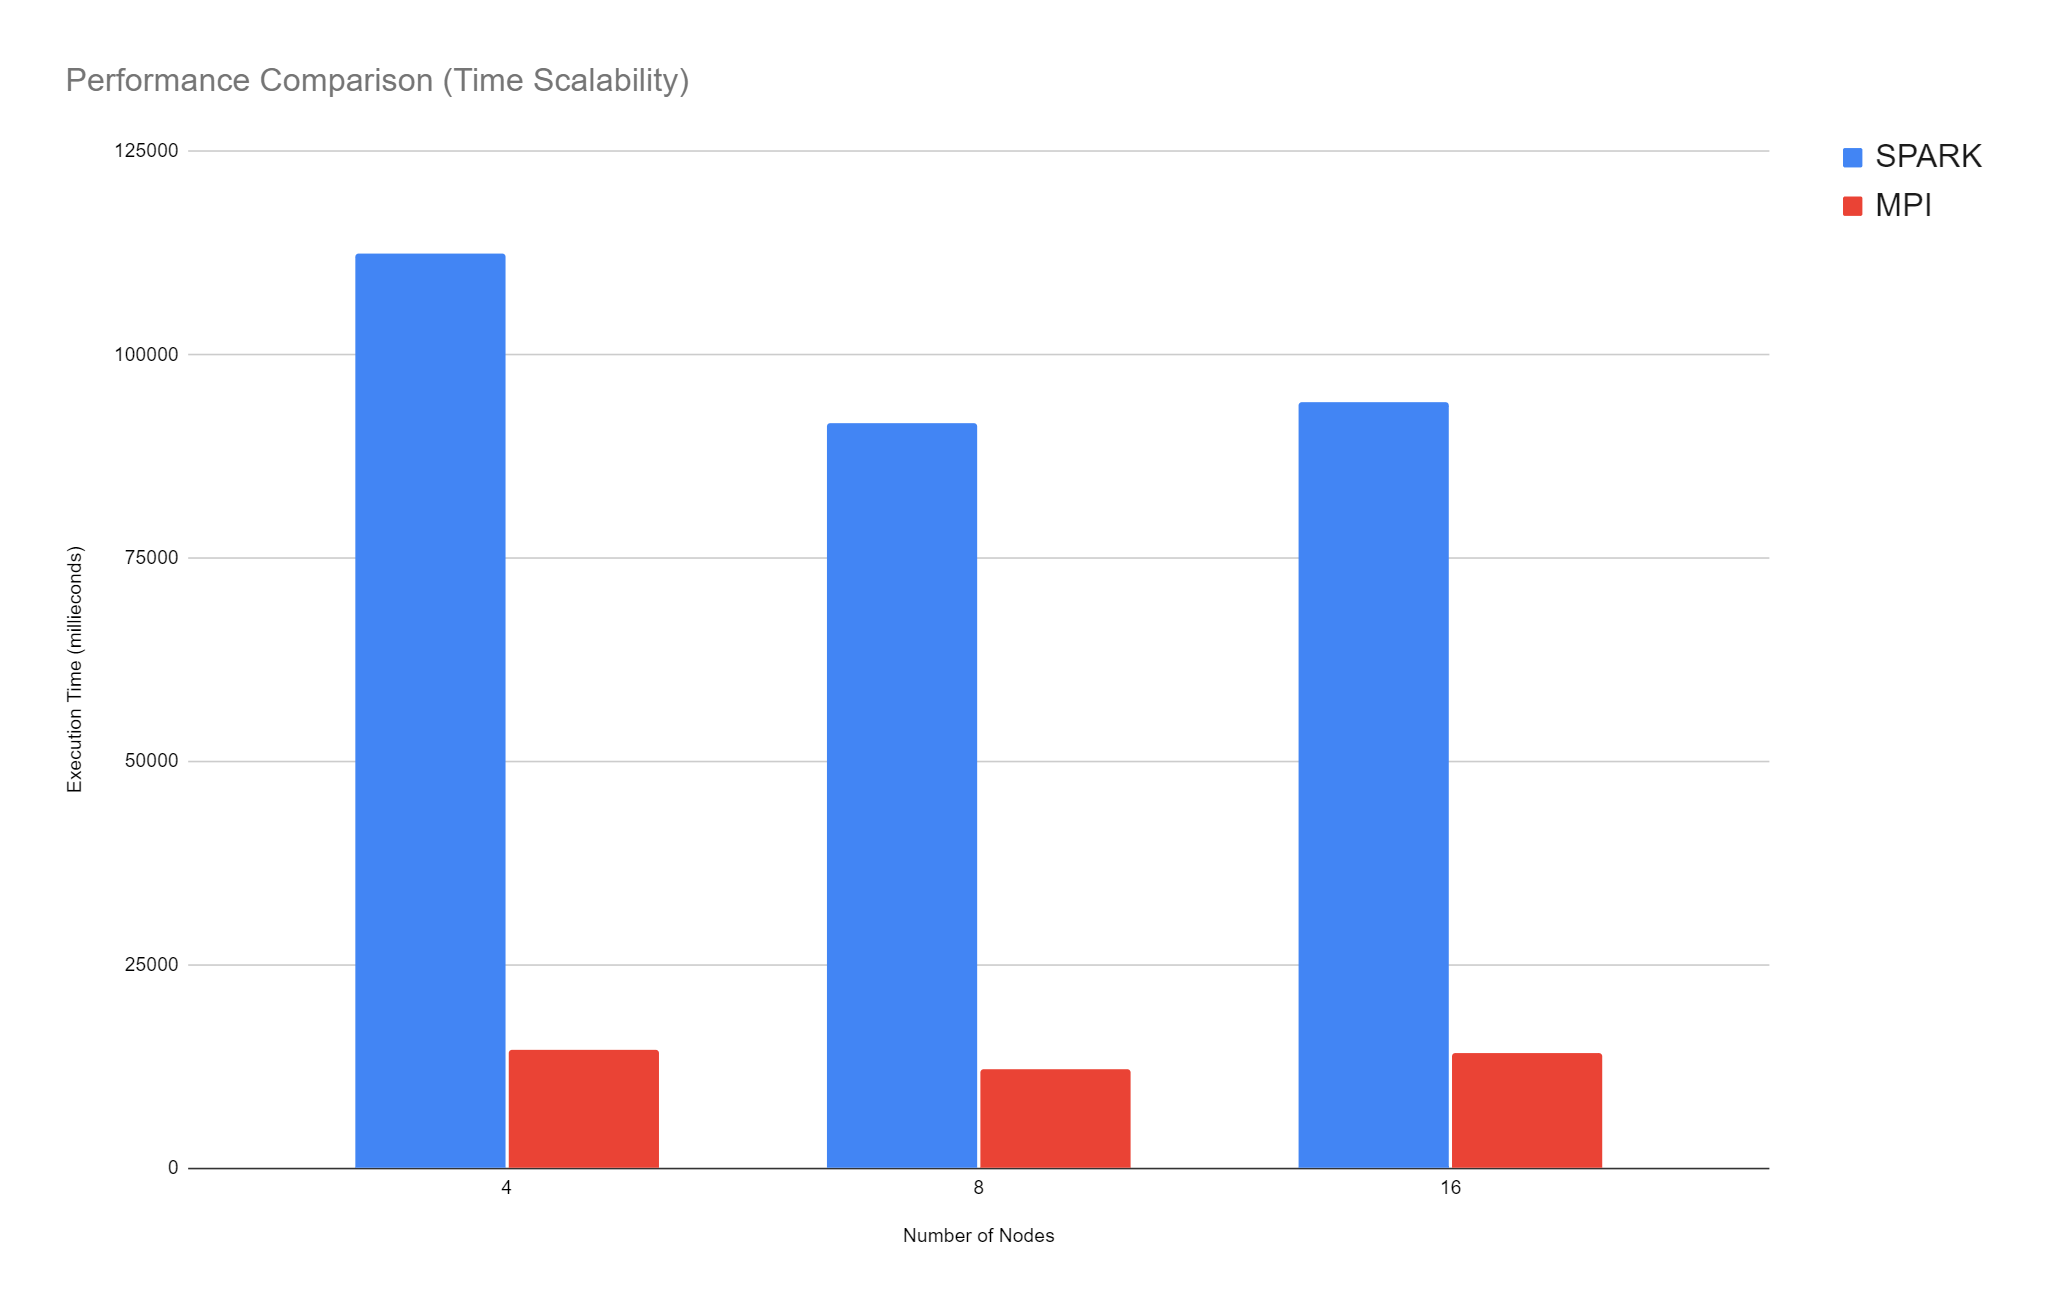 Performance Comparison (Time Scalability)
SPARK
MPI
125000
100000
75000
50000
25000
0
Execution Time (millieconds)
4
8
16
Number of Nodes